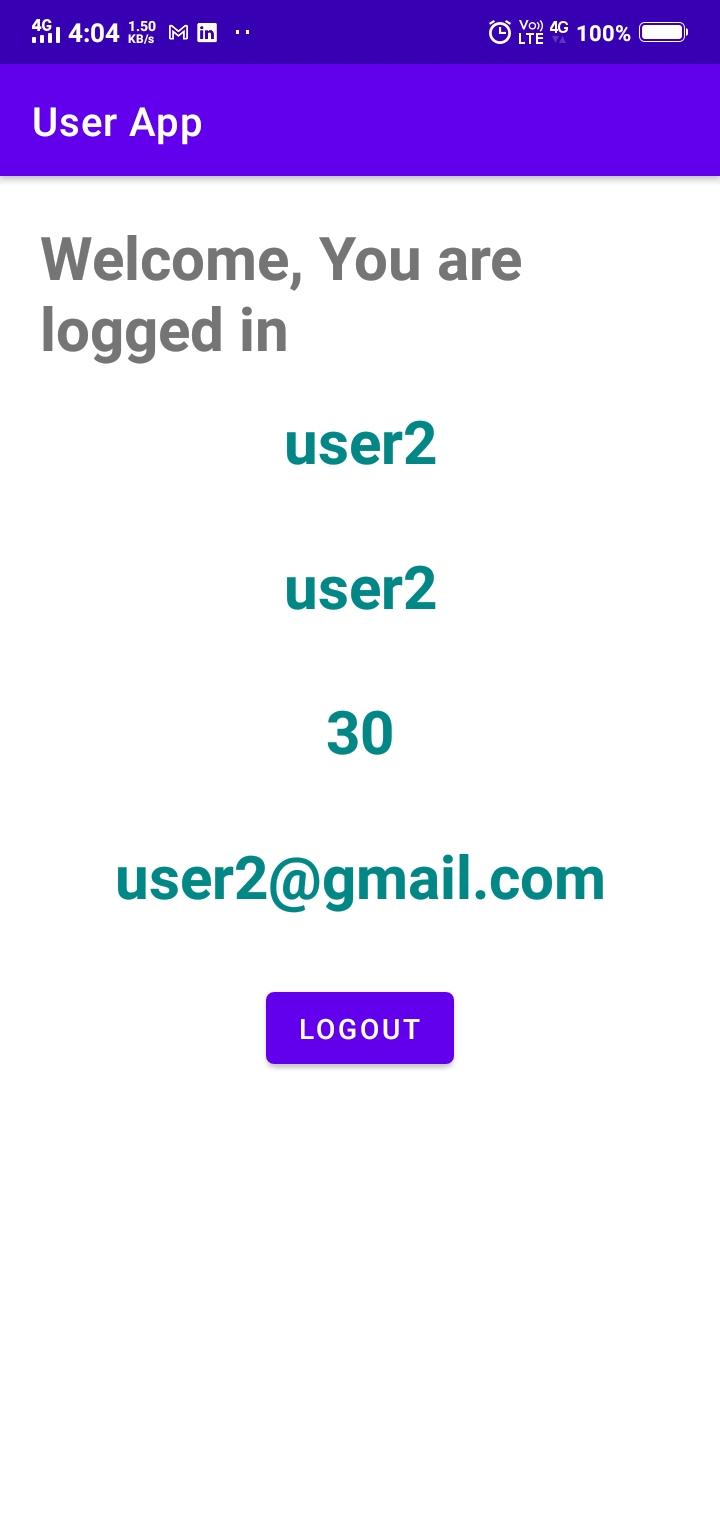 4G 4:04 1.50 KB/s in Vo)) LTE 4G 100%
User App
Welcome, You are
logged in
user2
user2
30
user2@gmail.com
LOGOUT